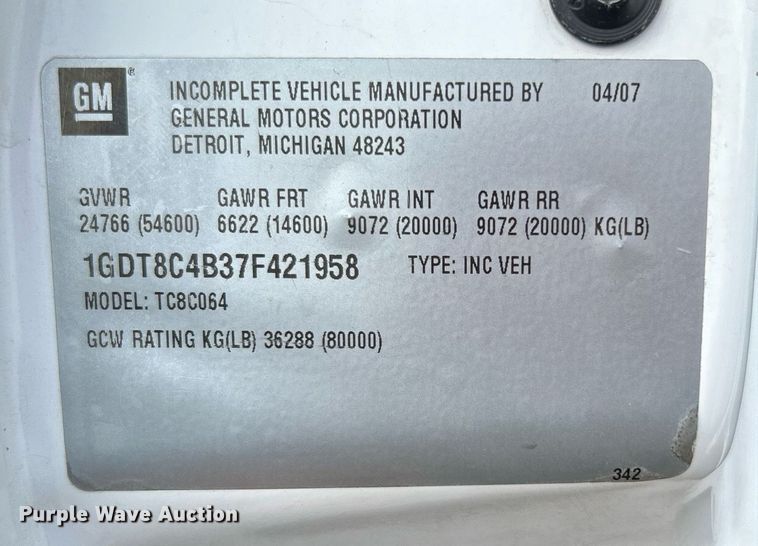 GM ® INCOMPLETE VEHICLE MANUFACTURED BY 04/07
GENERAL MOTORS CORPORATION
DETROIT, MICHIGAN 48243
GVWR GAWR FRT GAWR INT GAWR RR
24766 (54600) 6622 (14600) 9072 (20000) 9072 (20000) KG(LB)
1GDT8C4B37F421958 TYPE: INC VEH
MODEL: TC8C064
GCW RATING KG(LB) 36288 (80000)
342
Purple Wave Auction